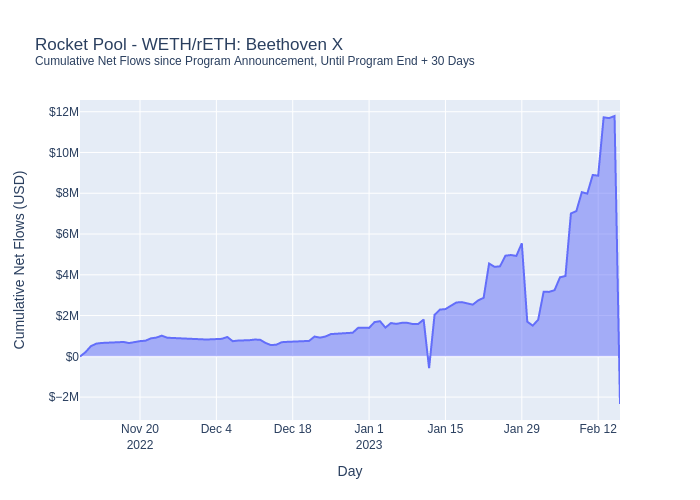 Rocket Pool - WETH/rETH: Beethoven X
Cumulative Net Flows since Program Announcement, Until Program End + 30 Days
$12M
$10M
$8M
$6M
$4M
$2M
$0
$−2M
Cumulative Net Flows (USD)
Nov 20
2022
Dec 4
Dec 18
Jan 1
2023
Jan 15
Jan 29
Feb 12
Day